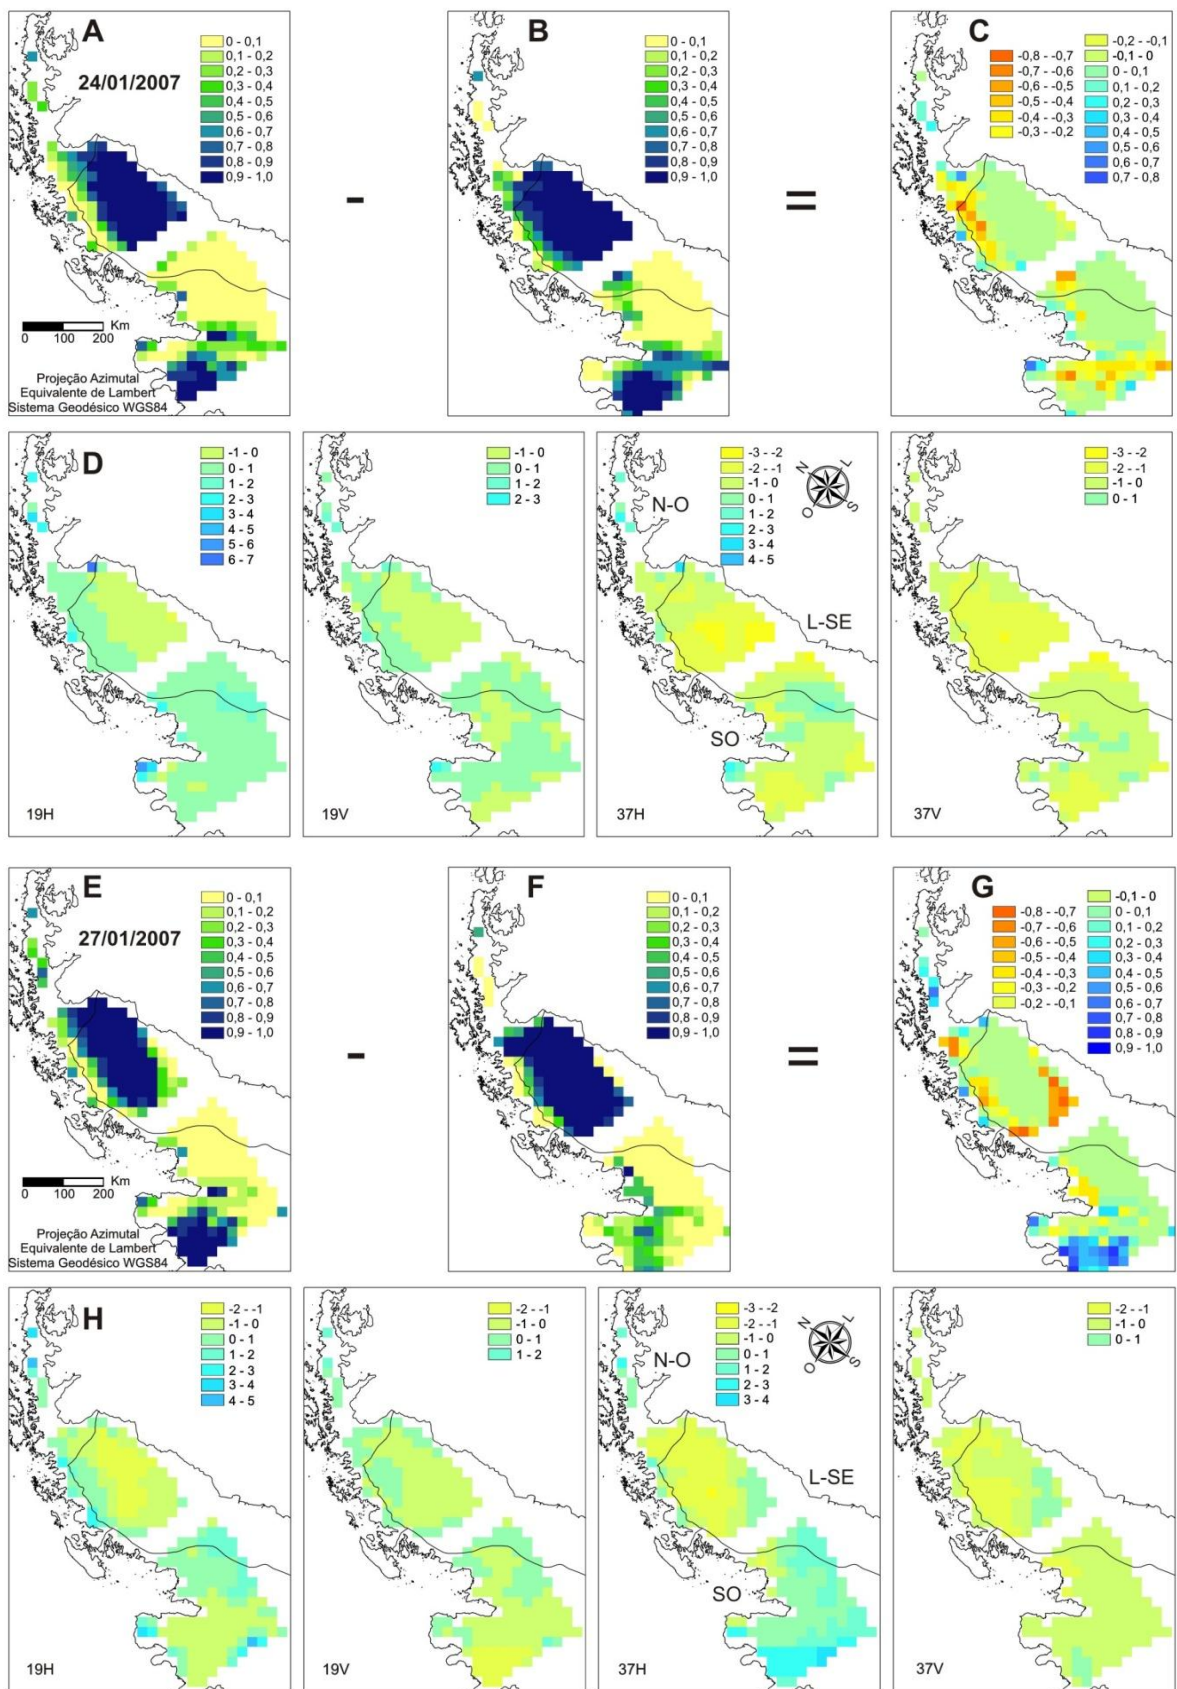 A
24/01/2007
0 - 0,1
0,1 - 0,2
0,2 - 0,3
0,3 - 0,4
0,4 - 0,5
0,5 - 0,6
0,6 - 0,7
0,7 - 0,8
0,8 - 0,9
0,9 - 1,0
0 100 200 Km
Projeção Azimutal
Equivalente de Lambert
Sistema Geodésico WGS84
-
B
0 - 0,1
0,1 - 0,2
0,2 - 0,3
0,3 - 0,4
0,4 - 0,5
0,5 - 0,6
0,6 - 0,7
0,7 - 0,8
0,8 - 0,9
0,9 - 1,0
=
C
-0,8 - -0,7
-0,7 - -0,6
-0,6 - -0,5
-0,5 - -0,4
-0,4 - -0,3
-0,3 - -0,2
-0,2 - -0,1
-0,1 - 0
0 - 0,1
0,1 - 0,2
0,2 - 0,3
0,3 - 0,4
0,4 - 0,5
0,5 - 0,6
0,6 - 0,7
0,7 - 0,8
D
-1 - 0
0 - 1
1 - 2
2 - 3
3 - 4
4 - 5
5 - 6
6 - 7
19H
-1 - 0
0 - 1
1 - 2
2 - 3
19V
-3 - -2
-2 - -1
-1 - 0
0 - 1
1 - 2
2 - 3
3 - 4
4 - 5
N L
O S
N-O
L-SE
SO
37H
-3 - -2
-2 - -1
-1 - 0
0 - 1
37V
E
27/01/2007
0 - 0,1
0,1 - 0,2
0,2 - 0,3
0,3 - 0,4
0,4 - 0,5
0,5 - 0,6
0,6 - 0,7
0,7 - 0,8
0,8 - 0,9
0,9 - 1,0
0 100 200 Km
Projeção Azimutal
Equivalente de Lambert
Sistema Geodésico WGS84
-
F
0 - 0,1
0,1 - 0,2
0,2 - 0,3
0,3 - 0,4
0,4 - 0,5
0,5 - 0,6
0,6 - 0,7
0,7 - 0,8
0,8 - 0,9
0,9 - 1,0
=
G
-0,8 - -0,7
-0,7 - -0,6
-0,6 - -0,5
-0,5 - -0,4
-0,4 - -0,3
-0,3 - -0,2
-0,2 - -0,1
-0,1 - 0
0 - 0,1
0,1 - 0,2
0,2 - 0,3
0,3 - 0,4
0,4 - 0,5
0,5 - 0,6
0,6 - 0,7
0,7 - 0,8
0,8 - 0,9
0,9 - 1,0
H
-2 - -1
-1 - 0
0 - 1
1 - 2
2 - 3
3 - 4
4 - 5
19H
-2 - -1
-1 - 0
0 - 1
1 - 2
19V
-3 - -2
-2 - -1
-1 - 0
0 - 1
1 - 2
2 - 3
3 - 4
N L
O S
N-O
L-SE
SO
37H
-2 - -1
-1 - 0
0 - 1
37V